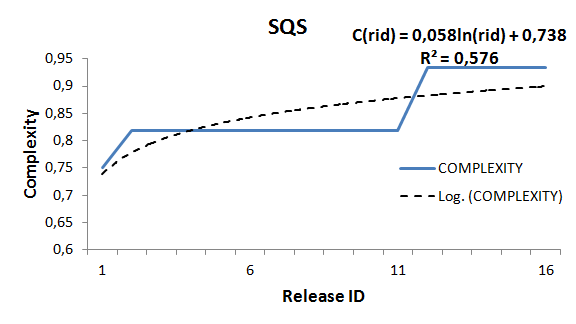 SQS
C(rid) = 0,058ln(rid) + 0,738
R² = 0,576
0,95
0,9
0,85
0,8
0,75
0,7
0,65
0,6
Complexity
COMPLEXITY
Log. (COMPLEXITY)
1 6 11 16
Release ID